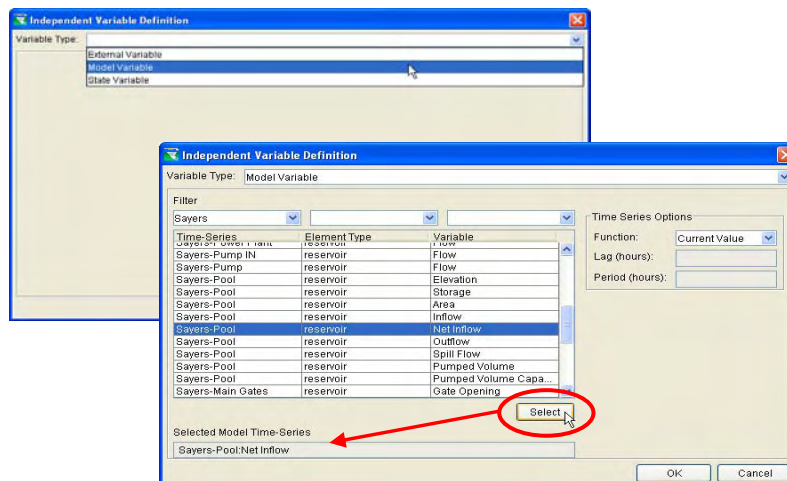 Independent Variable Definition
Variable Type:
External Variable
Model Variable
State Variable
Independent Variable Definition
Variable Type: Model Variable
Filter
Sayers
Time-Series Element Type Variable
Sayers-Power Plant reservoir Flow
Sayers-Pump IN reservoir Flow
Sayers-Pump reservoir Flow
Sayers-Pool reservoir Elevation
Sayers-Pool reservoir Storage
Sayers-Pool reservoir Area
Sayers-Pool reservoir Inflow
Sayers-Pool reservoir Net Inflow
Sayers-Pool reservoir Outflow
Sayers-Pool reservoir Spill Flow
Sayers-Pool reservoir Pumped Volume
Sayers-Pool reservoir Pumped Volume Capa...
Sayers-Main Gates reservoir Gate Opening
Select
Selected Model Time-Series
Sayers-Pool:Net Inflow
Time Series Options
Function: Current Value
Lag (hours):
Period (hours):
OK Cancel